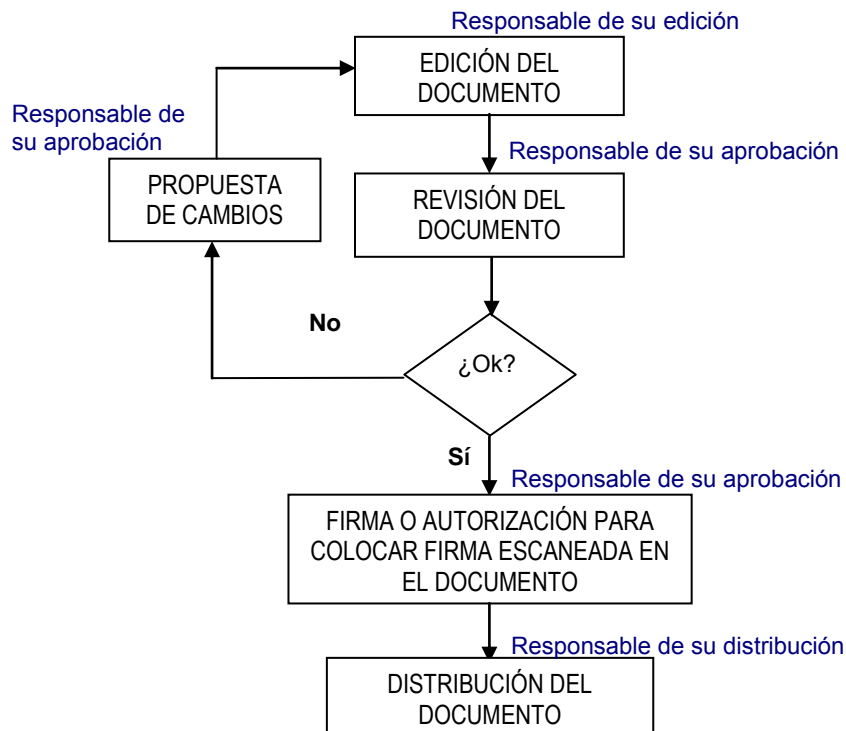 Responsable de su edición
EDICIÓN DEL
DOCUMENTO
Responsable de
su aprobación
Responsable de su aprobación
PROPUESTA
DE CAMBIOS
REVISIÓN DEL
DOCUMENTO
No
¿Ok?
Sí
Responsable de su aprobación
FIRMA O AUTORIZACIÓN PARA
COLOCAR FIRMA ESCANEADA EN
EL DOCUMENTO
Responsable de su distribución
DISTRIBUCIÓN DEL
DOCUMENTO